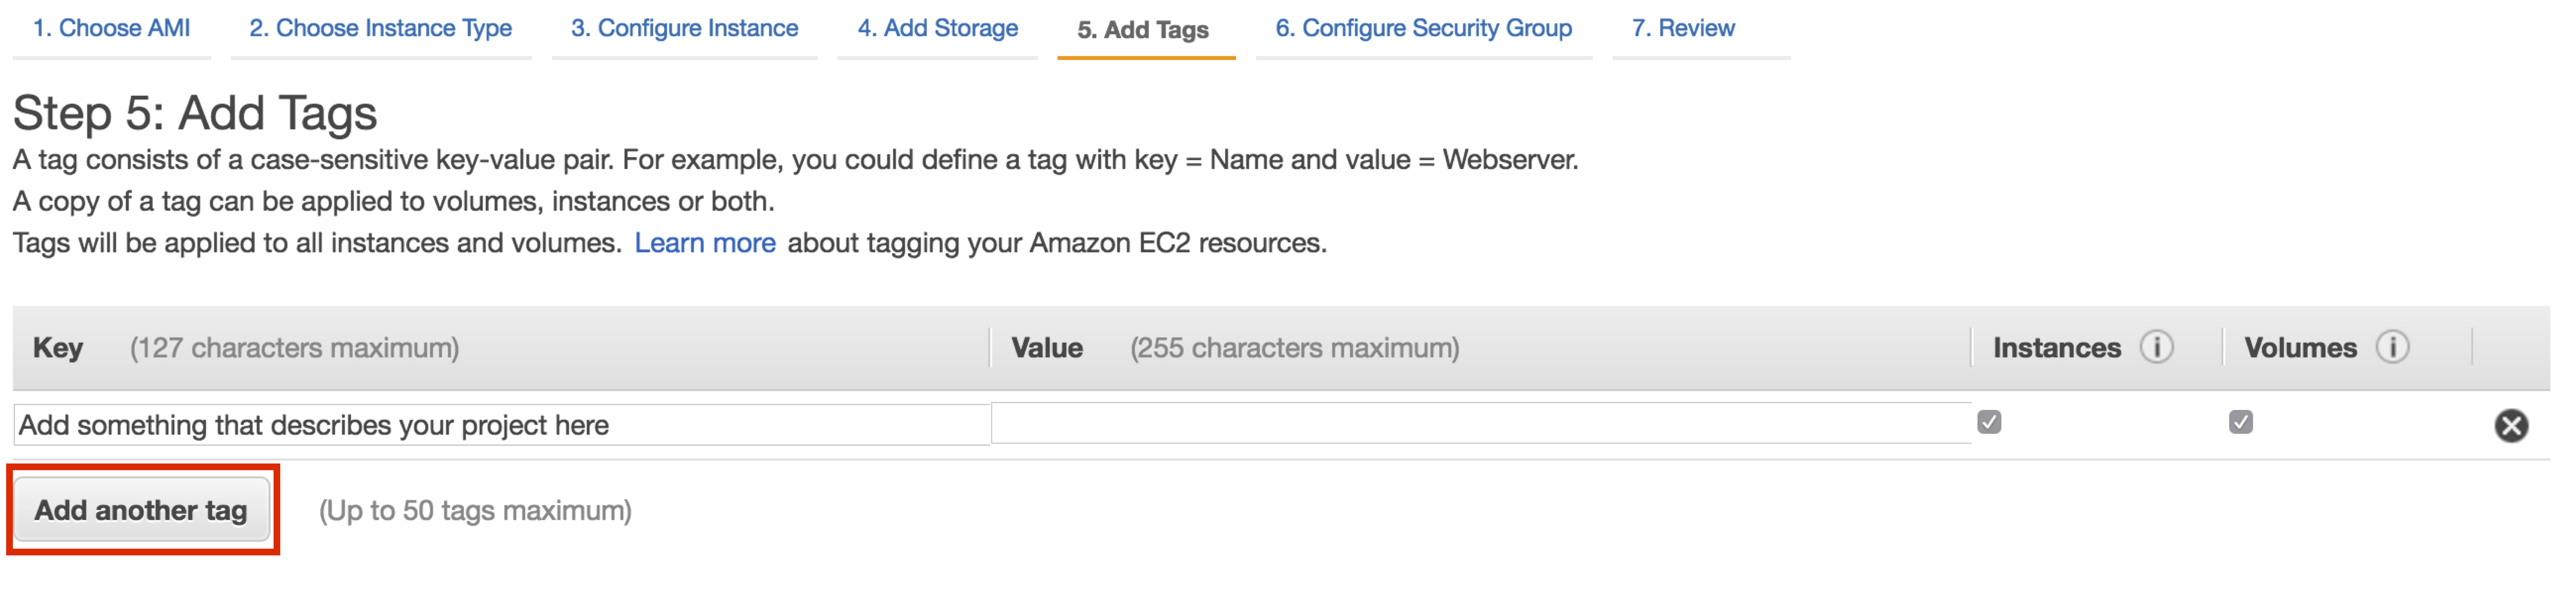 1. Choose AMI 2. Choose Instance Type 3. Configure Instance 4. Add Storage 5. Add Tags 6. Configure Security Group 7. Review
Step 5: Add Tags
A tag consists of a case-sensitive key-value pair. For example, you could define a tag with key = Name and value = Webserver.
A copy of a tag can be applied to volumes, instances or both.
Tags will be applied to all instances and volumes. Learn more about tagging your Amazon EC2 resources.
Key (127 characters maximum) Value (255 characters maximum) Instances i Volumes i
Add something that describes your project here
Add another tag (Up to 50 tags maximum)